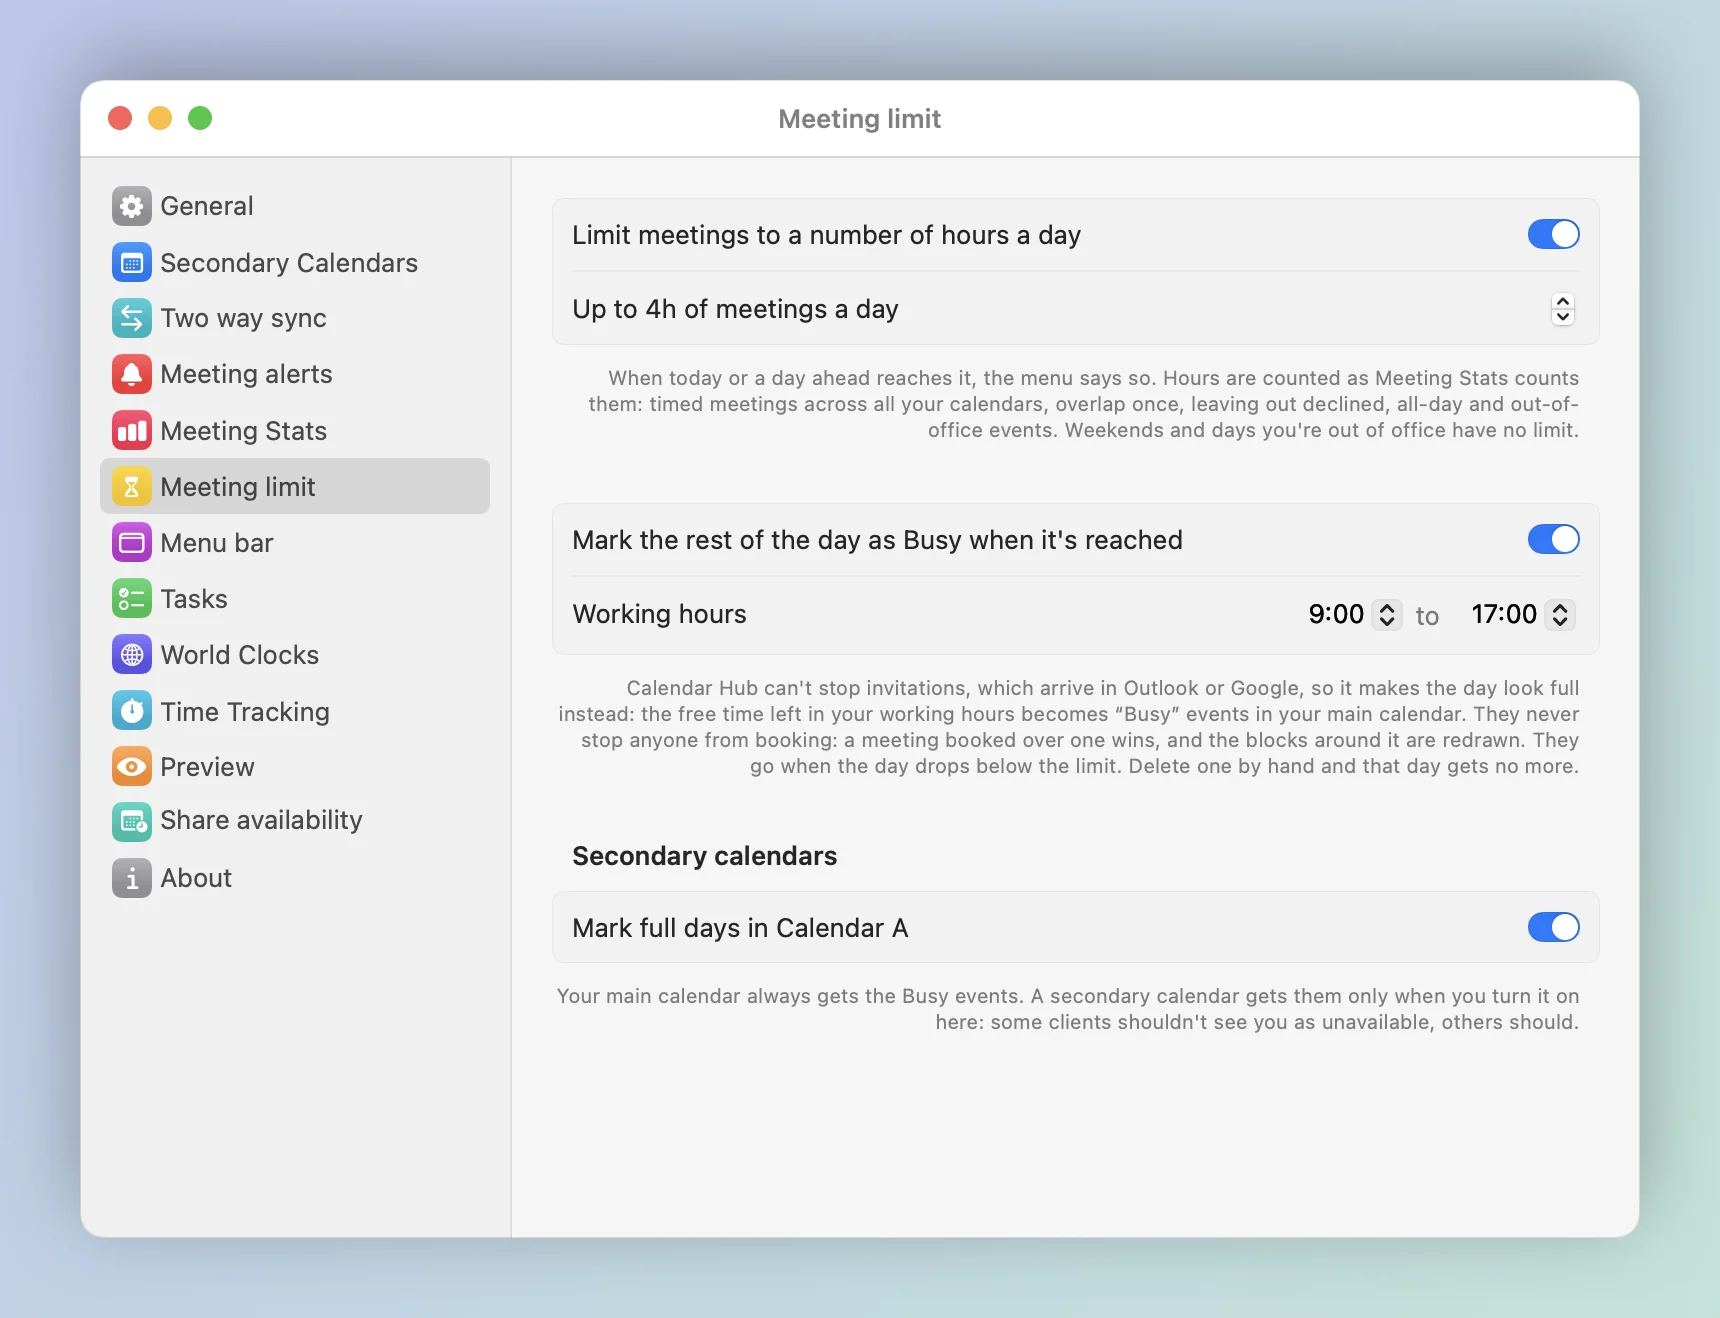 Meeting limit
General
Secondary Calendars
Two way sync
Meeting alerts
Meeting Stats
Meeting limit
Menu bar
Tasks
World Clocks
Time Tracking
Preview
Share availability
About
Limit meetings to a number of hours a day
Up to 4h of meetings a day
When today or a day ahead reaches it, the menu says so. Hours are counted as Meeting Stats counts
them: timed meetings across all your calendars, overlap once, leaving out declined, all-day and out-of-
office events. Weekends and days you're out of office have no limit.
Mark the rest of the day as Busy when it's reached
Working hours 9:00 to 17:00
Calendar Hub can't stop invitations, which arrive in Outlook or Google, so it makes the day look full
instead: the free time left in your working hours becomes “Busy” events in your main calendar. They never
stop anyone from booking: a meeting booked over one wins, and the blocks around it are redrawn. They
go when the day drops below the limit. Delete one by hand and that day gets no more.
Secondary calendars
Mark full days in Calendar A
Your main calendar always gets the Busy events. A secondary calendar gets them only when you turn it on
here: some clients shouldn't see you as unavailable, others should.